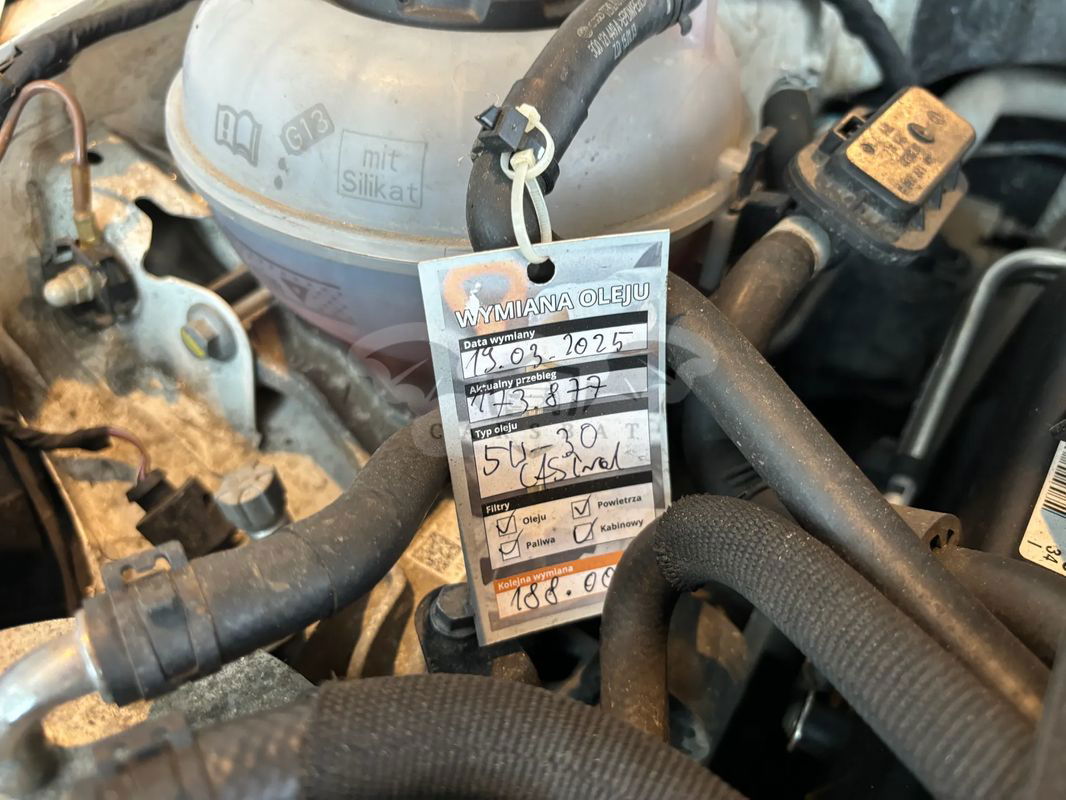 G13
mit
Silikat
WYMIANA OLEJU
Data wymiany
19.03.2025
Aktualny przebieg
173.877
Typ oleju
5W-30
CASTROL
Filtry
Oleju
Powietrza
Paliwa
Kabinowy
Kolejna wymiana
188.00
34